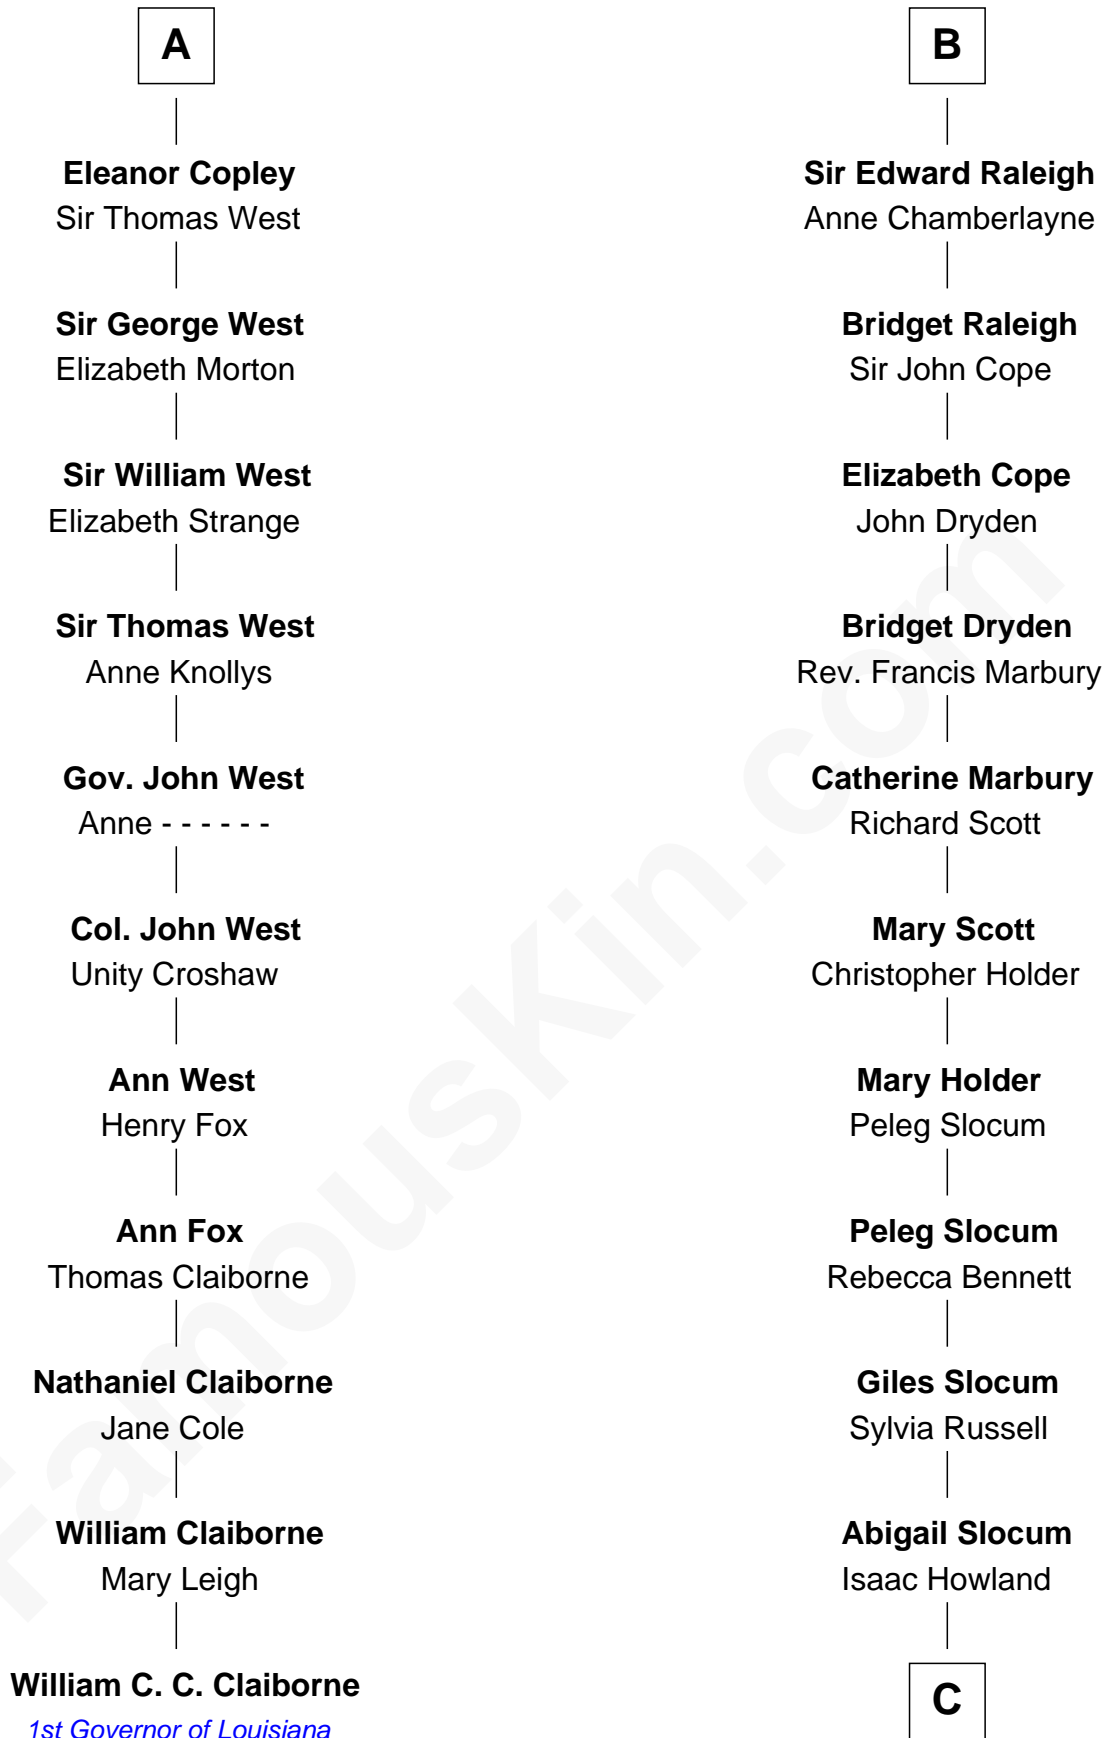 A
Eleanor Copley
Sir Thomas West
Sir George West
Elizabeth Morton
Sir William West
Elizabeth Strange
Sir Thomas West
Anne Knollys
Gov. John West
Anne - - - - - -
Col. John West
Unity Croshaw
Ann West
Henry Fox
Ann Fox
Thomas Claiborne
Nathaniel Claiborne
Jane Cole
William Claiborne
Mary Leigh
William C. C. Claiborne
1st Governor of Louisiana
B
Sir Edward Raleigh
Anne Chamberlayne
Bridget Raleigh
Sir John Cope
Elizabeth Cope
John Dryden
Bridget Dryden
Rev. Francis Marbury
Catherine Marbury
Richard Scott
Mary Scott
Christopher Holder
Mary Holder
Peleg Slocum
Peleg Slocum
Rebecca Bennett
Giles Slocum
Sylvia Russell
Abigail Slocum
Isaac Howland
C
FamousKin.com